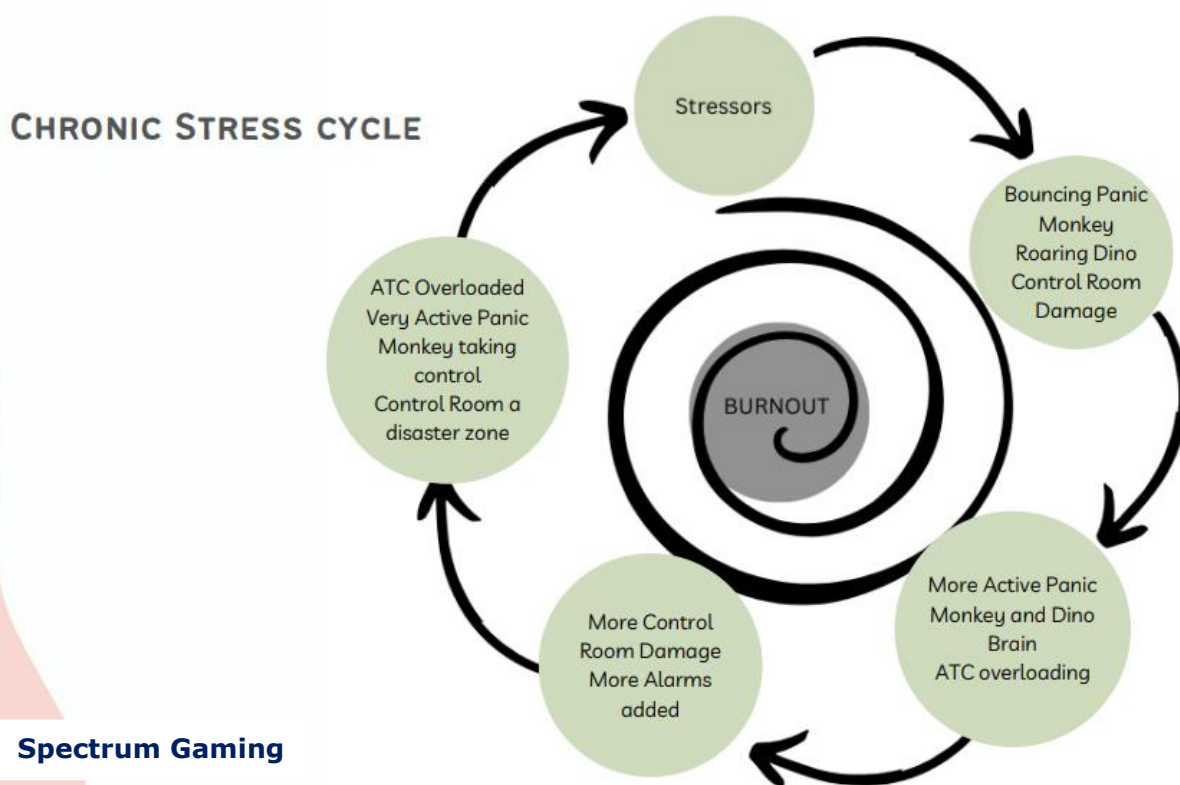 CHRONIC STRESS CYCLE
Stressors
Bouncing Panic
Monkey
Roaring Dino
Control Room
Damage
More Active Panic
Monkey and Dino
Brain
ATC overloading
More Control
Room Damage
More Alarms
added
ATC Overloaded
Very Active Panic
Monkey taking
control
Control Room a
disaster zone
BURNOUT
Spectrum Gaming